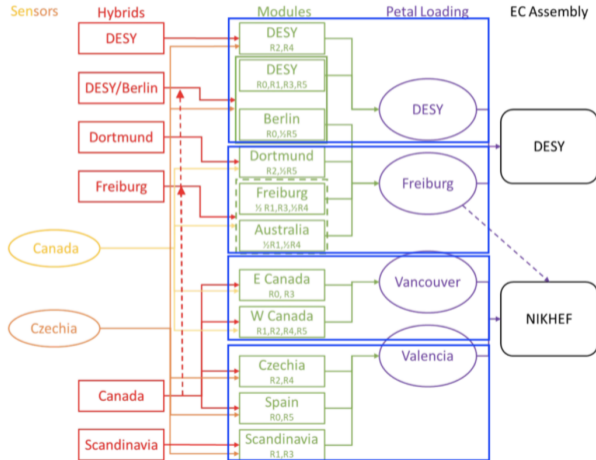 Sensors Hybrids Modules Petal Loading EC Assembly
DESY
DESY/Berlin
Dortmund
Freiburg
Canada
Czechia
Canada
Scandinavia
DESY
R2,R4
DESY
R0,R1,R3,R5
Berlin
R0,½R5
Dortmund
R2,½R5
Freiburg
½ R1,R3,½R4
Australia
½R1,½R4
E Canada
R0, R3
W Canada
R1,R2,R4,R5
Czechia
R2,R4
Spain
R0,R5
Scandinavia
R1,R3
DESY
Freiburg
Vancouver
Valencia
DESY
NIKHEF